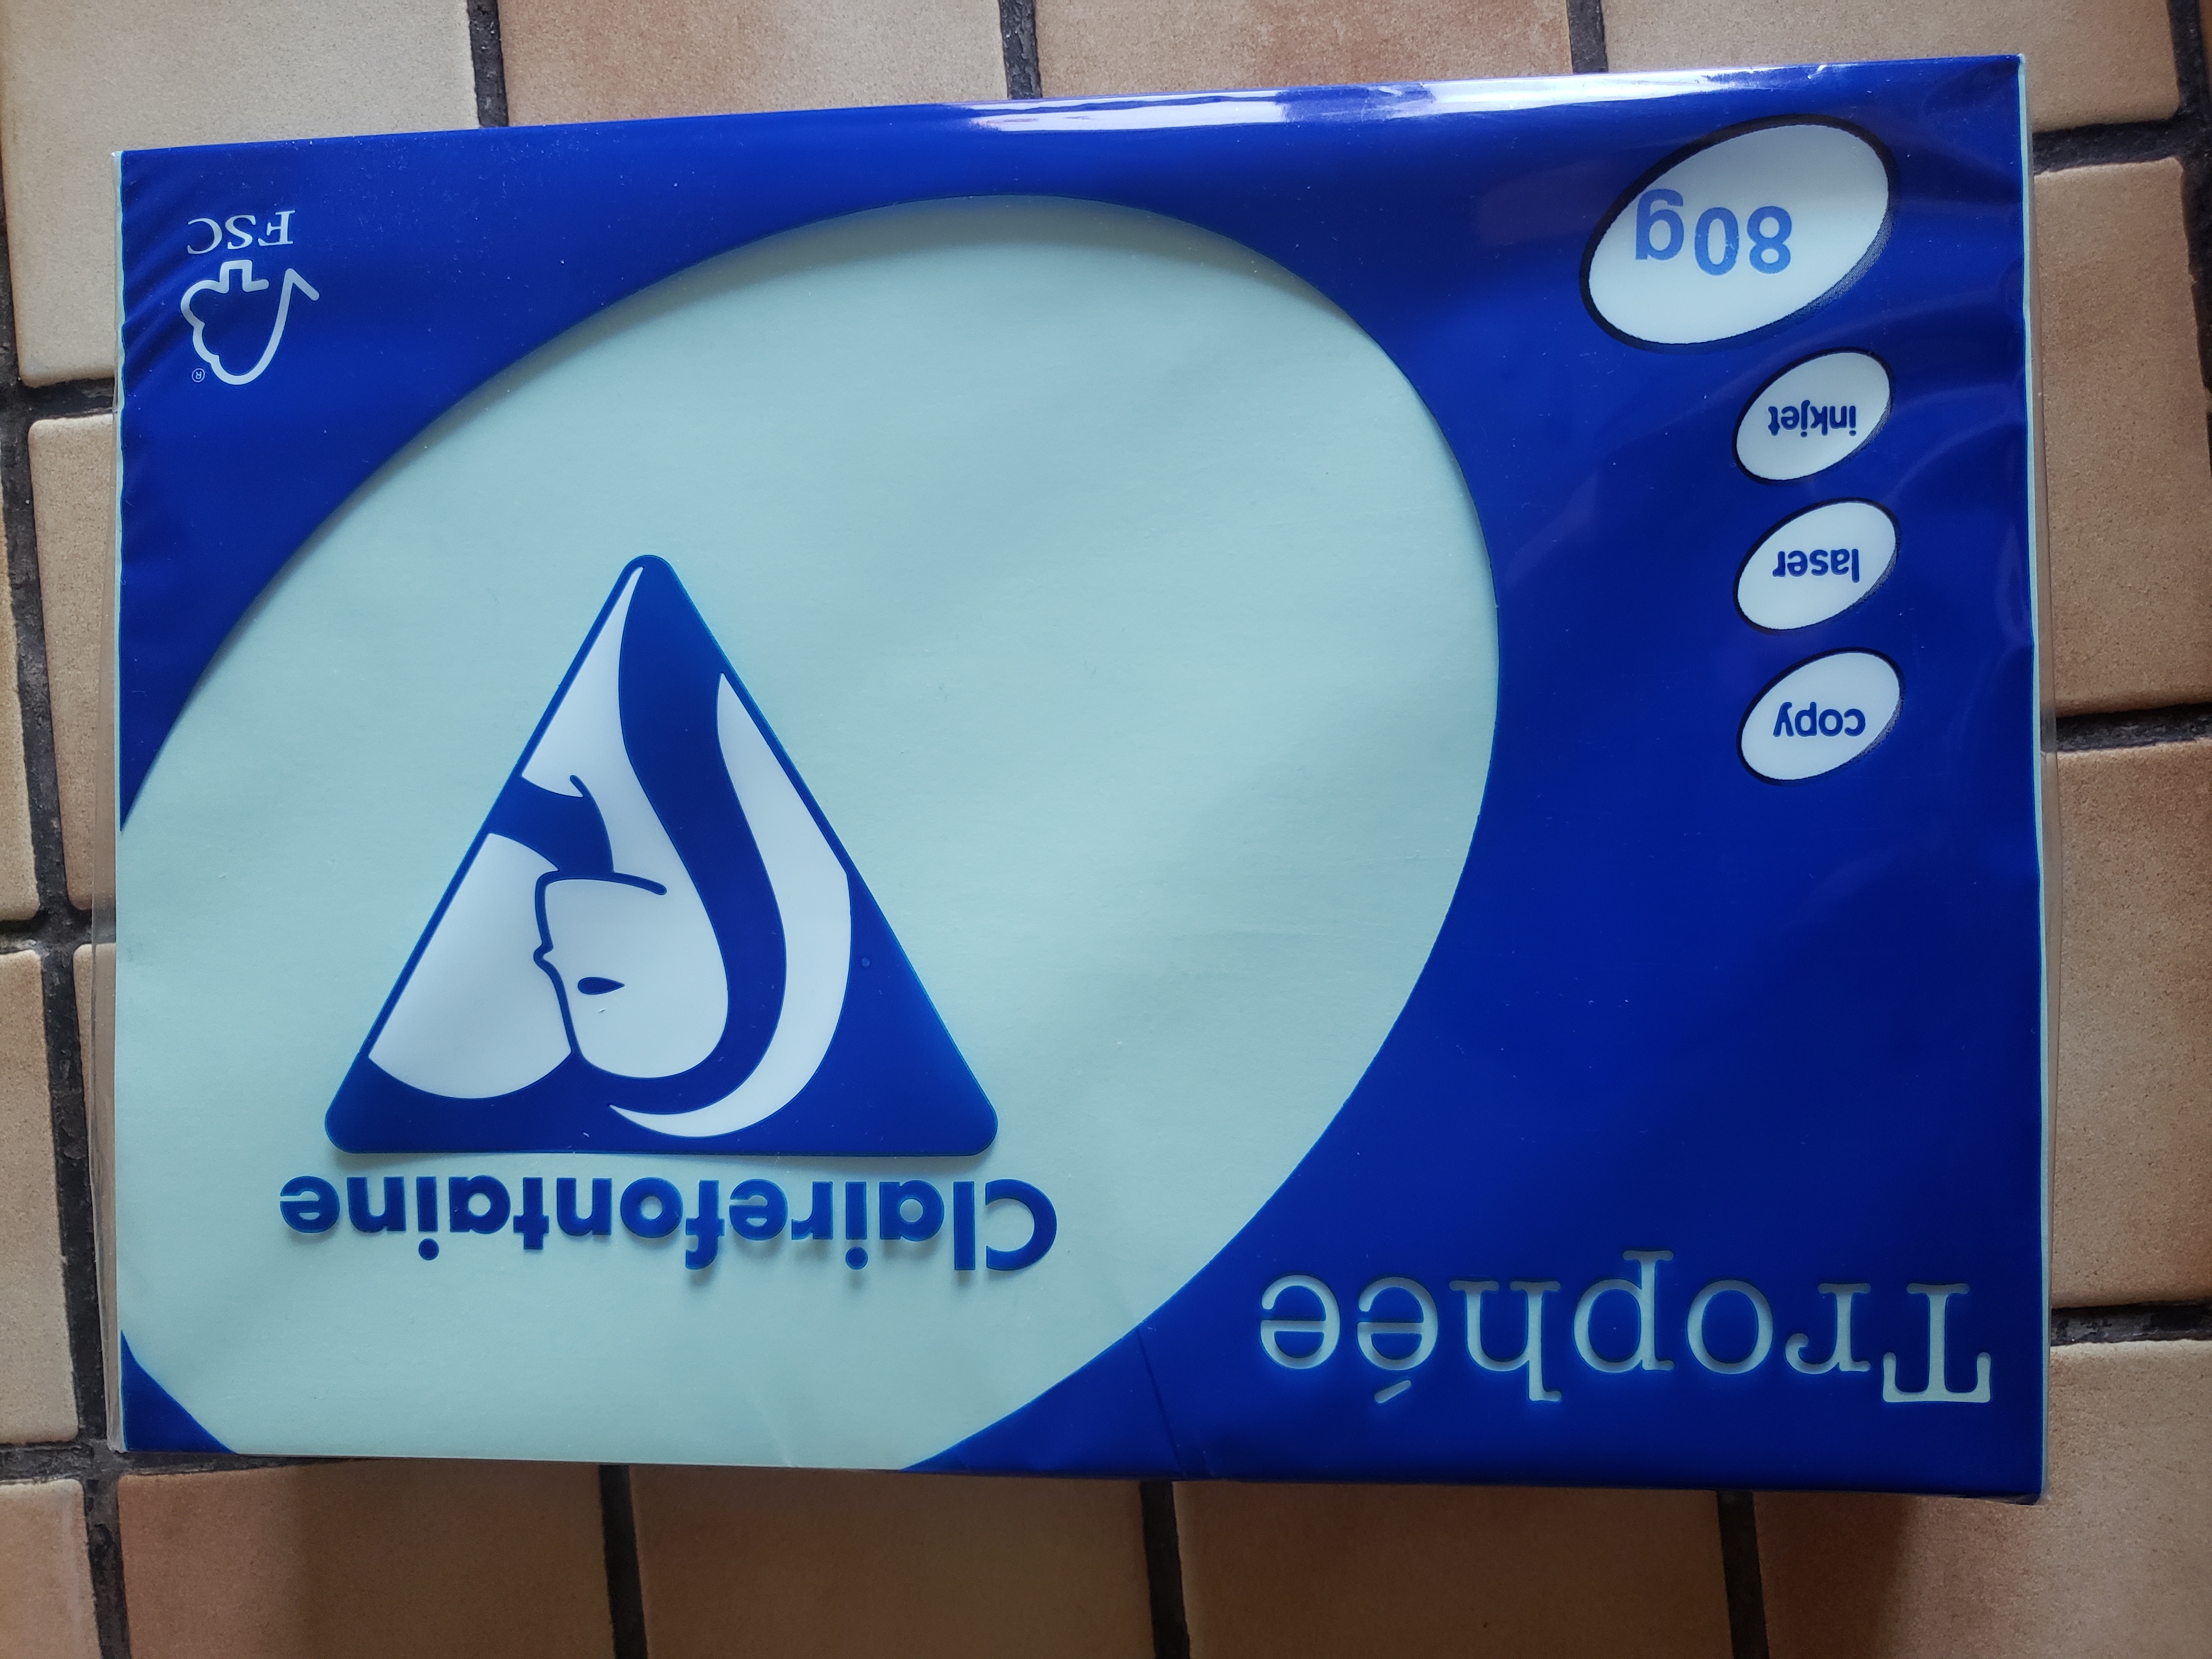 Trophée
Clairefontaine
copy
laser
inkjet
80g
®
FSC